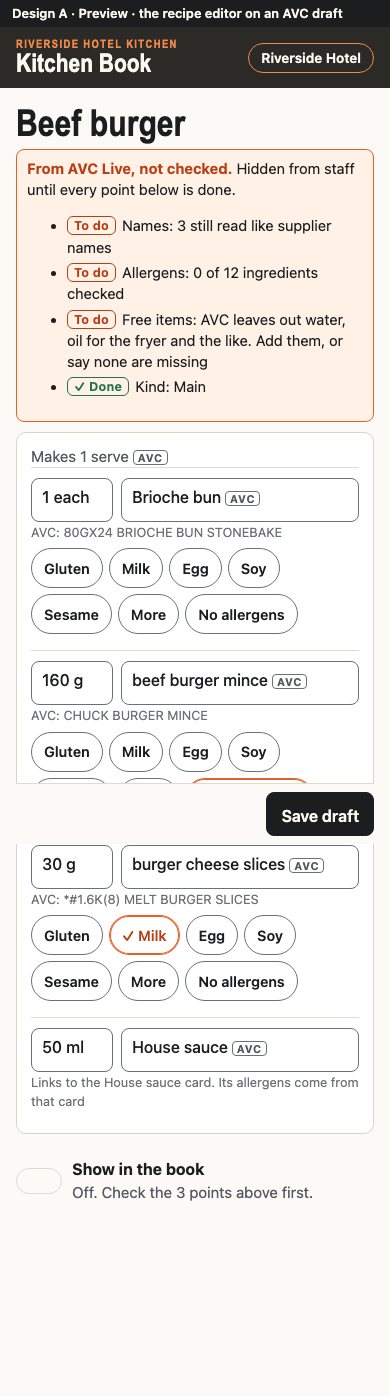 Design A · Preview · the recipe editor on an AVC draft
RIVERSIDE HOTEL KITCHEN
Kitchen Book
Riverside Hotel
Beef burger
From AVC Live, not checked. Hidden from staff
until every point below is done.
• To do Names: 3 still read like supplier
names
• To do Allergens: 0 of 12 ingredients
checked
• To do Free items: AVC leaves out water,
oil for the fryer and the like. Add them, or
say none are missing
• ✓ Done Kind: Main
Makes 1 serve AVC
1 each Brioche bun AVC
AVC: 80GX24 BRIOCHE BUN STONEBAKE
Gluten Milk Egg Soy
Sesame More No allergens
160 g beef burger mince AVC
AVC: CHUCK BURGER MINCE
Gluten Milk Egg Soy
Save draft
30 g burger cheese slices AVC
AVC: *#1.6K(8) MELT BURGER SLICES
Gluten ✓ Milk Egg Soy
Sesame More No allergens
50 ml House sauce AVC
Links to the House sauce card. Its allergens come from
that card
Show in the book
Off. Check the 3 points above first.